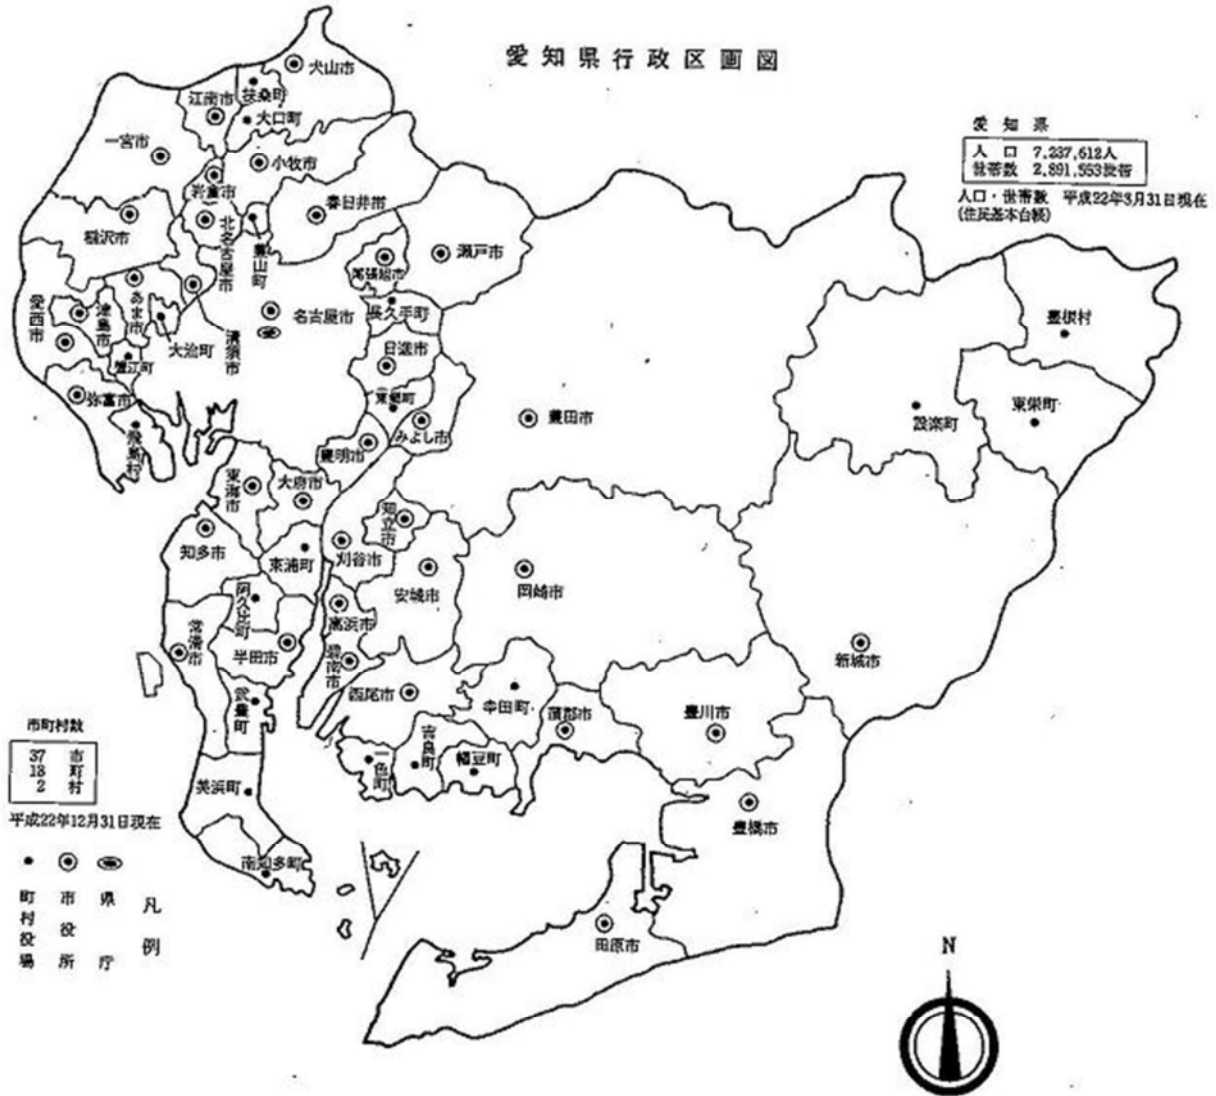 愛知県行政区画図
愛知県
人口 7,237,612人
世帯数 2,891,553世帯
人口・世帯数 平成22年3月31日現在
(住民基本台帳)
犬山市
扶桑町
江南市
大口町
一宮市
小牧市
岩倉市
春日井市
稲沢市
北名古屋市
豊山町
瀬戸市
尾張旭市
あま市
愛西市
津島市
名古屋市
長久手町
清須市
大治町
日進市
蟹江町
弥富市
東郷町
みよし市
飛島村
豊明市
豊田市
豊根村
東栄町
設楽町
東海市
大府市
知立市
知多市
東浦町
刈谷市
安城市
岡崎市
阿久比町
高浜市
常滑市
半田市
碧南市
新城市
西尾市
武豊町
幸田町
蒲郡市
豊川市
吉良町
一色町
幡豆町
美浜町
豊橋市
南知多町
田原市
市町村数
37 市
18 町
2 村
平成22年12月31日現在
凡例
県庁
市役所
町村役場
N